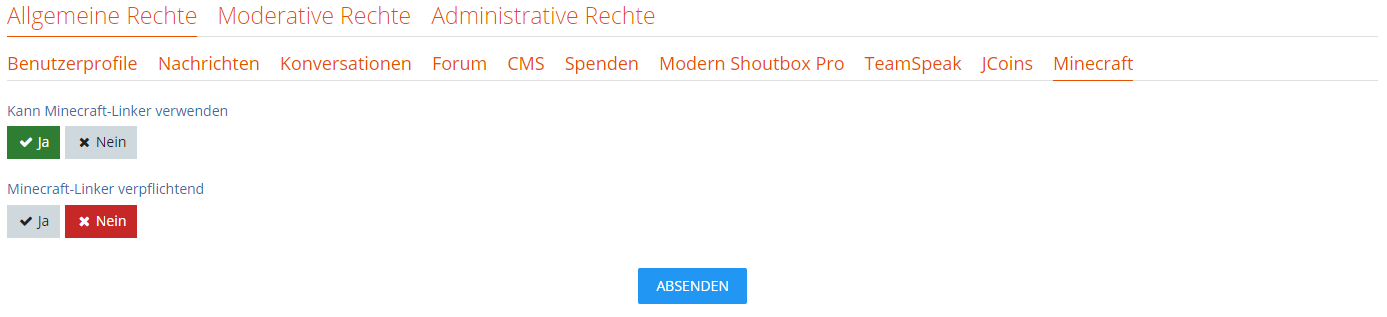 Allgemeine Rechte Moderative Rechte Administrative Rechte
Benutzerprofile Nachrichten Konversationen Forum CMS Spenden Modern Shoutbox Pro TeamSpeak JCoins Minecraft
Kann Minecraft-Linker verwenden
Ja Nein
Minecraft-Linker verpflichtend
Ja Nein
ABSENDEN